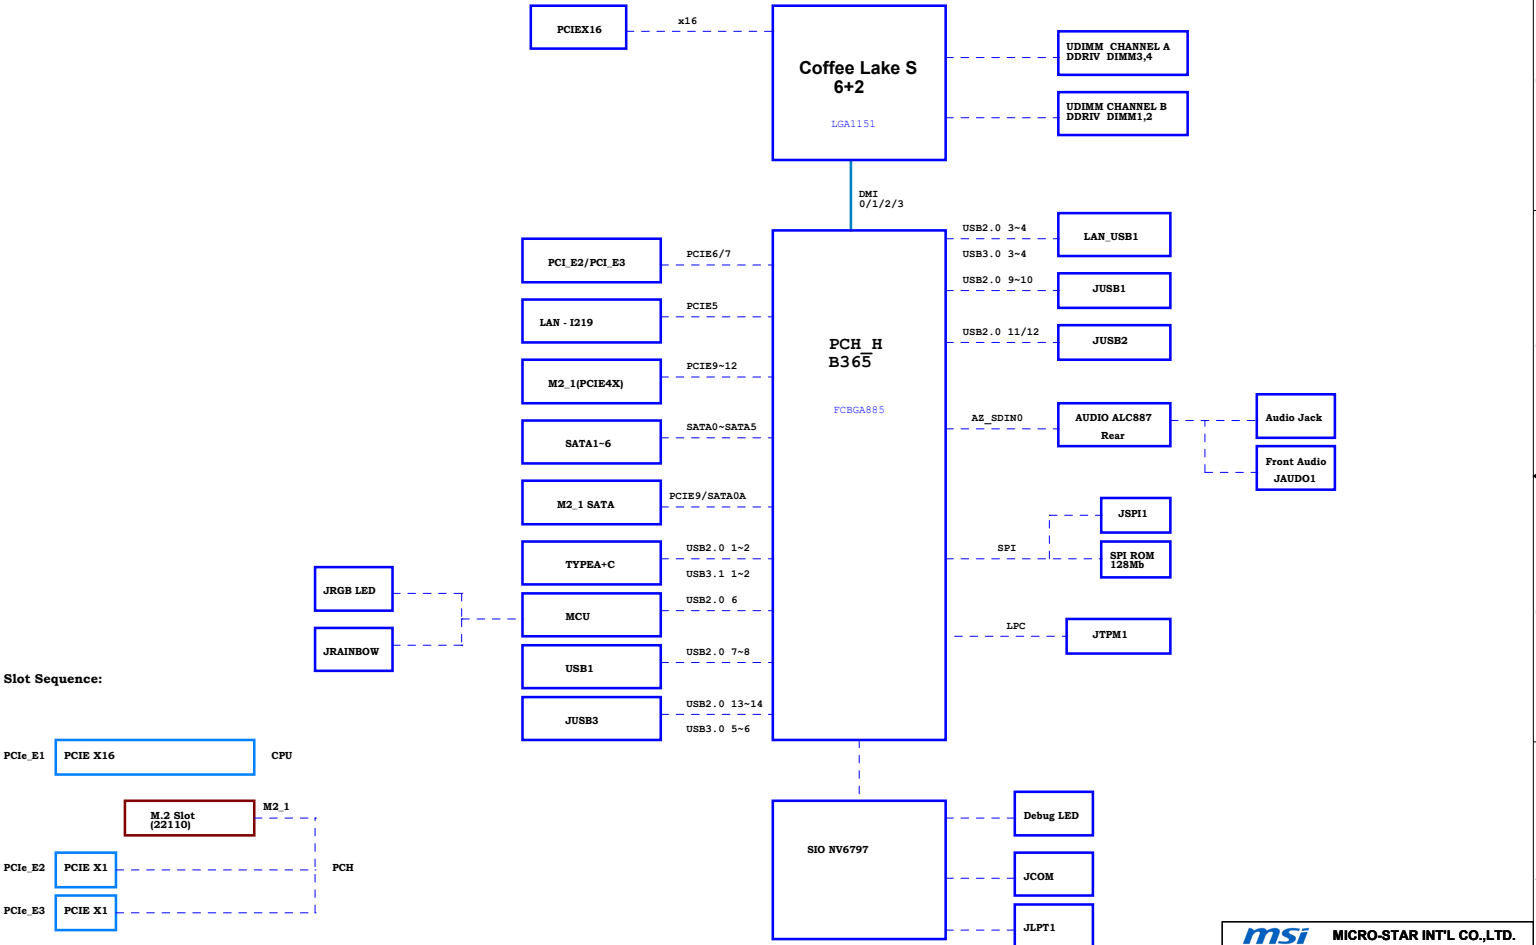 PCIEX16
x16
Coffee Lake S
6+2
LGA1151
UDIMM CHANNEL A
DDRIV DIMM3,4
UDIMM CHANNEL B
DDRIV DIMM1,2
DMI
0/1/2/3
PCI_E2/PCI_E3
PCIE6/7
LAN - I219
PCIE5
M2_1(PCIE4X)
PCIE9~12
SATA1~6
SATA0~SATA5
M2_1 SATA
PCIE9/SATA0A
TYPEA+C
USB2.0 1~2
USB3.1 1~2
MCU
USB2.0 6
JRGB LED
JRAINBOW
USB1
USB2.0 7~8
JUSB3
USB2.0 13~14
USB3.0 5~6
PCH_H
B365
FCBGA885
USB2.0 3~4
USB3.0 3~4
LAN_USB1
USB2.0 9~10
JUSB1
USB2.0 11/12
JUSB2
AZ_SDIN0
AUDIO ALC887
Rear
Audio Jack
Front Audio
JAUDO1
SPI
JSPI1
SPI ROM
128Mb
LPC
JTPM1
SIO NV6797
Debug LED
JCOM
JLPT1
Slot Sequence:
PCIe_E1
PCIE X16
CPU
M.2 Slot
(22110)
M2_1
PCIe_E2
PCIE X1
PCH
PCIe_E3
PCIE X1
msi
MICRO-STAR INT'L CO.,LTD.